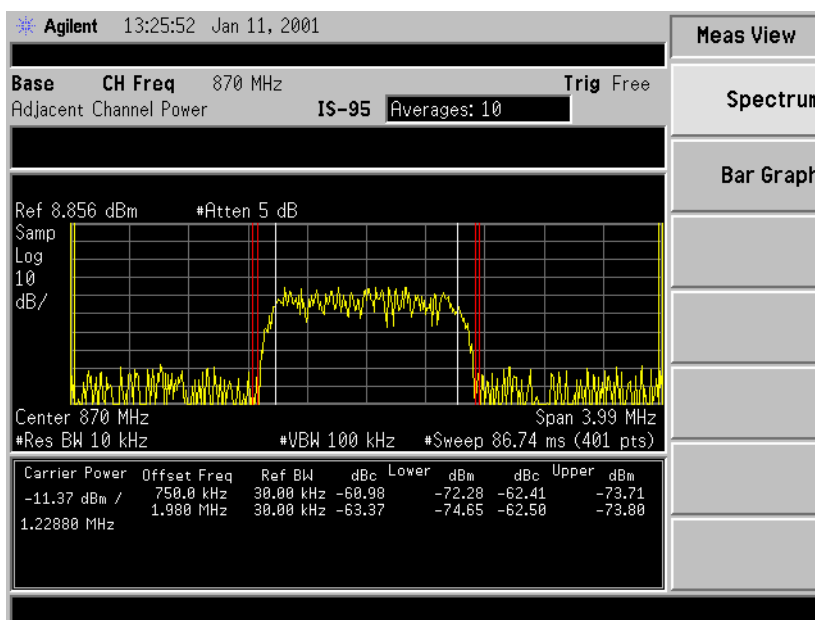 Agilent 13:25:52 Jan 11, 2001
Meas View
Base CH Freq 870 MHz Trig Free
Adjacent Channel Power IS-95 Averages: 10
Spectrum
Bar Graph
Ref 8.856 dBm #Atten 5 dB
Samp
Log
10
dB/
Center 870 MHz Span 3.99 MHz
#Res BW 10 kHz #VBW 100 kHz #Sweep 86.74 ms (401 pts)
Carrier Power Offset Freq Ref BW dBc Lower dBm dBc Upper dBm
-11.37 dBm / 750.0 kHz 30.00 kHz -60.98 -72.28 -62.41 -73.71
1.980 MHz 30.00 kHz -63.37 -74.65 -62.50 -73.80
1.22880 MHz